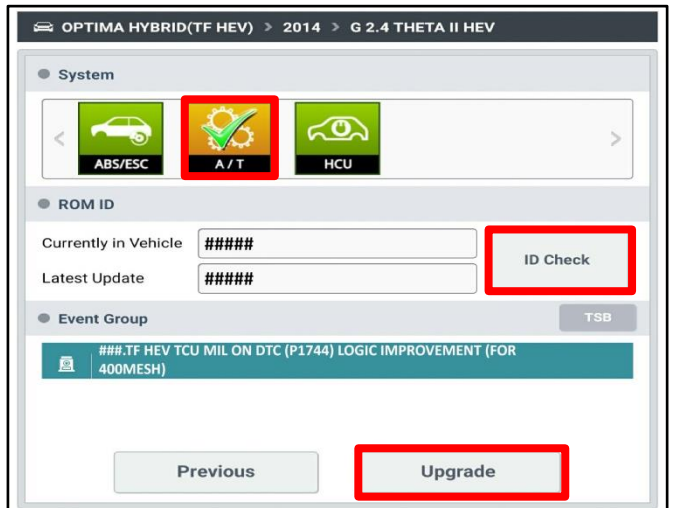 OPTIMA HYBRID(TF HEV) > 2014 > G 2.4 THETA II HEV
System
< ABS/ESC A/T HCU >
ROM ID
Currently in Vehicle #####
ID Check
Latest Update #####
Event Group TSB
###.TF HEV TCU MIL ON DTC (P1744) LOGIC IMPROVEMENT (FOR
400MESH)
Previous Upgrade